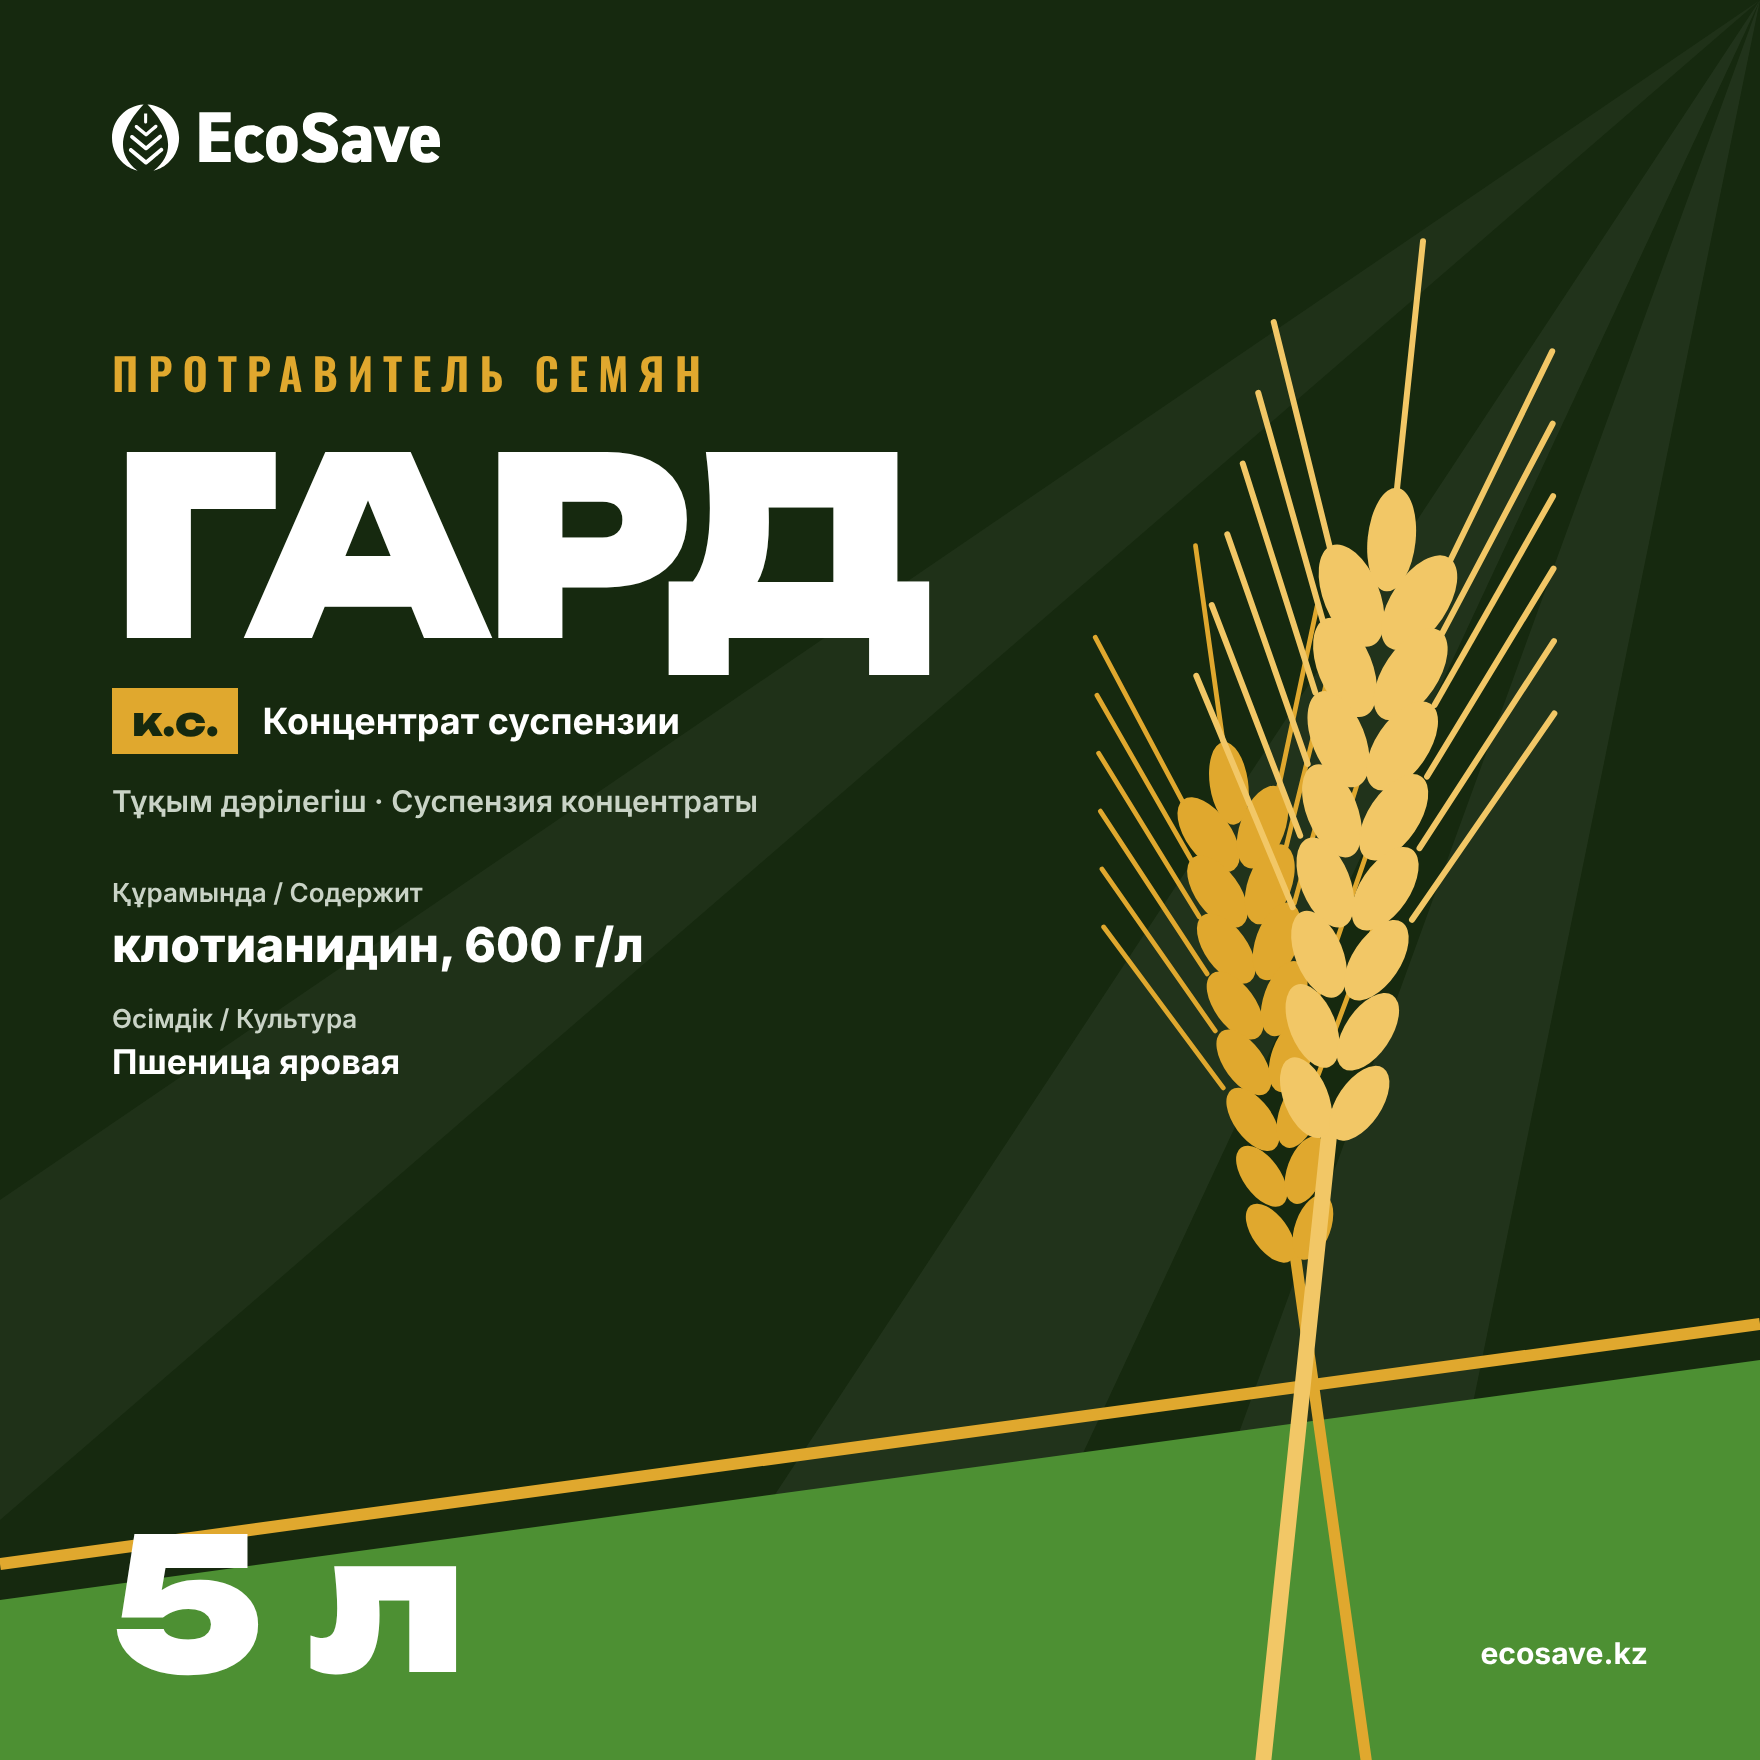 EcoSave
ПРОТРАВИТЕЛЬ СЕМЯН
ГАРД
к.с. Концентрат суспензии
Тұқым дәрілегіш · Суспензия концентраты
Құрамында / Содержит
клотианидин, 600 г/л
Өсімдік / Культура
Пшеница яровая
5 л
ecosave.kz